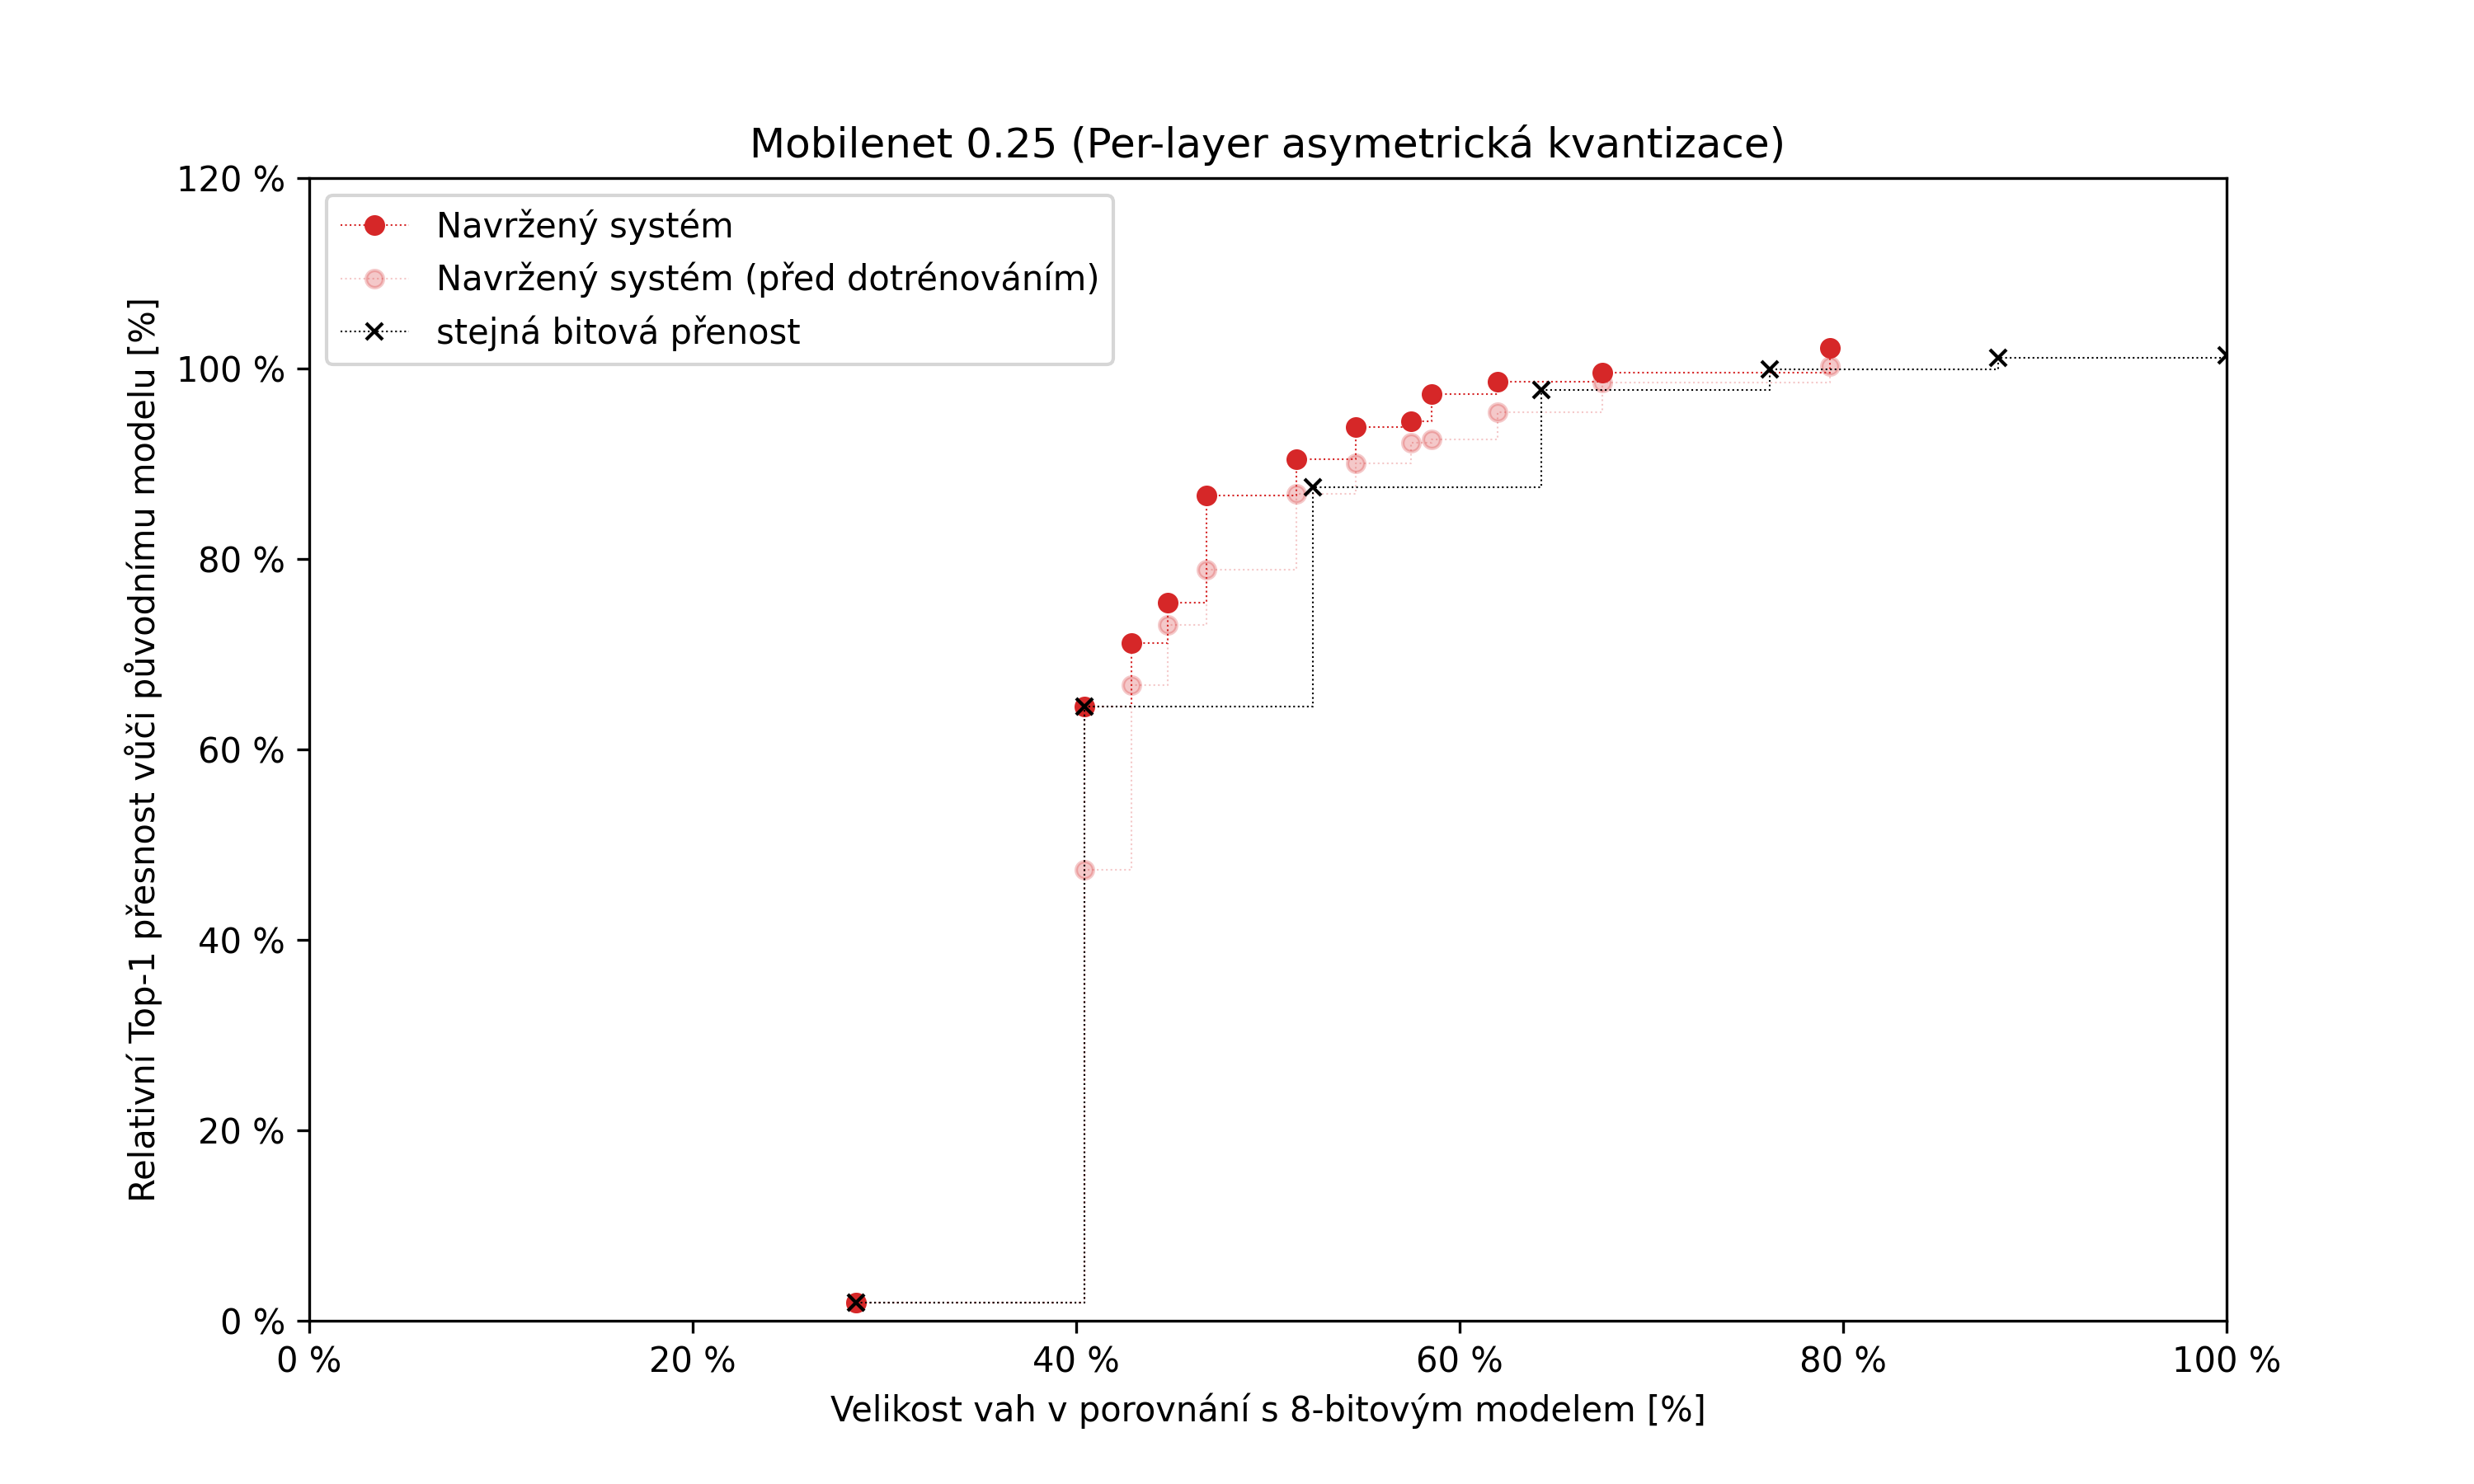 Mobilenet 0.25 (Per-layer asymetrická kvantizace)
120 %
100 %
80 %
60 %
40 %
20 %
0 %
Relativní Top-1 přesnost vůči původnímu modelu [%]
Navržený systém
Navržený systém (před dotrénováním)
stejná bitová přenost
0 %
20 %
40 %
60 %
80 %
100 %
Velikost vah v porovnání s 8-bitovým modelem [%]